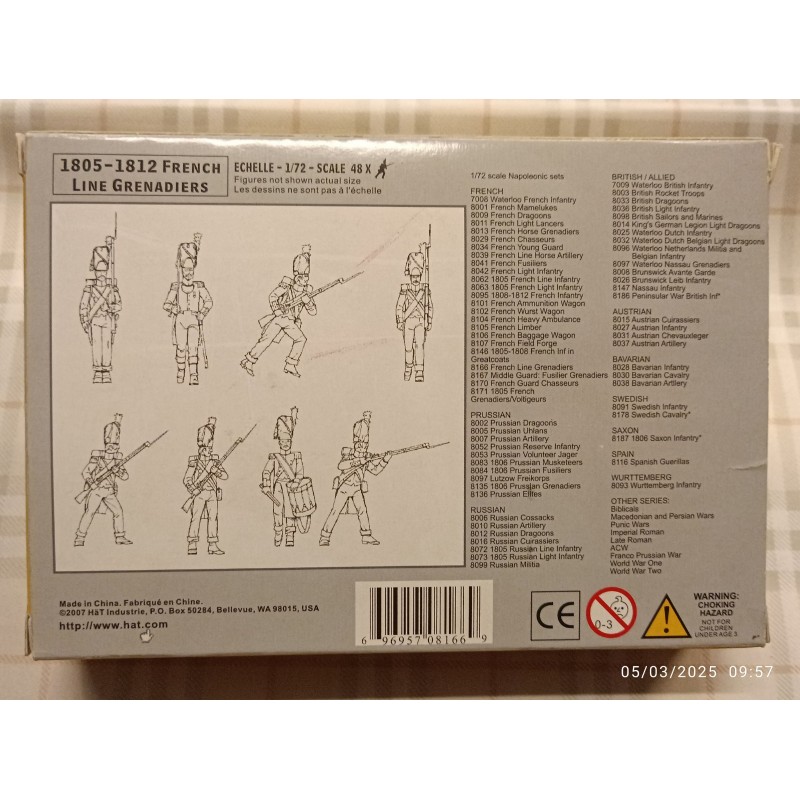 1805-1812 FRENCH
LINE GRENADIERS
ECHELLE - 1/72 - SCALE 48 X
Figures not shown actual size
Les dessins ne sont pas à l'échelle
1/72 scale Napoleonic sets
FRENCH
7008 Waterloo French Infantry
8001 French Mamelukes
8009 French Dragoons
8011 French Light Lancers
8013 French Horse Grenadiers
8029 French Chasseurs
8034 French Young Guard
8039 French Line Horse Artillery
8041 French Fusiliers
8042 French Light Infantry
8062 1805 French Line Infantry
8063 1805 French Light Infantry
8095 1808-1812 French Infantry
8101 French Ammunition Wagon
8102 French Wurst Wagon
8104 French Heavy Ambulance
8105 French Limber
8106 French Baggage Wagon
8107 French Field Forge
8146 1805-1808 French Inf in
Greatcoats
8166 French Line Grenadiers
8167 Middle Guard: Fusilier Grenadiers
8170 French Guard Chasseurs
8171 1805 French
Grenadiers/Voltigeurs
PRUSSIAN
8002 Prussian Dragoons
8005 Prussian Uhlans
8007 Prussian Artillery
8052 Prussian Reserve Infantry
8053 Prussian Volunteer Jager
8083 1806 Prussian Musketeers
8084 1806 Prussian Fusiliers
8097 Lutzow Freikorps
8135 1806 Prussian Grenadiers
8136 Prussian Elites
RUSSIAN
8006 Russian Cossacks
8010 Russian Artillery
8012 Russian Dragoons
8016 Russian Cuirassiers
8072 1805 Russian Line Infantry
8073 1805 Russian Light Infantry
8099 Russian Militia
BRITISH / ALLIED
7009 Waterloo British Infantry
8003 British Rocket Troops
8033 British Dragoons
8036 British Light Infantry
8098 British Sailors and Marines
8014 King's German Legion Light Dragoons
8025 Waterloo Dutch Infantry
8032 Waterloo Dutch Belgian Light Dragoons
8096 Waterloo Netherlands Militia and
Belgian Infantry
8097 Waterloo Nassau Grenadiers
8006 Brunswick Avante Garde
8026 Brunswick Leib Infantry
8147 Nassau Infantry
8186 Peninsular War British Inf*
AUSTRIAN
8015 Austrian Cuirassiers
8027 Austrian Infantry
8031 Austrian Chevauxleger
8037 Austrian Artillery
BAVARIAN
8028 Bavarian Infantry
8030 Bavarian Cavalry
8038 Bavarian Artillery
SWEDISH
8091 Swedish Infantry
8178 Swedish Cavalry*
SAXON
8187 1806 Saxon Infantry*
SPAIN
8116 Spanish Guerillas
WURTTEMBERG
8093 Wurttemberg Infantry
OTHER SERIES:
Biblicals
Macedonian and Persian Wars
Punic Wars
Imperial Roman
Late Roman
ACW
Franco Prussian War
World War One
World War Two
Made in China. Fabriqué en Chine.
©2007 HäT Industrie, P.O. Box 50284, Bellevue, WA 98015, USA
http://www.hat.com
6 96957 08166 9
CE
0-3
WARNING:
CHOKING
HAZARD
NOT FOR
CHILDREN
UNDER AGE 3
05/03/2025 09:57